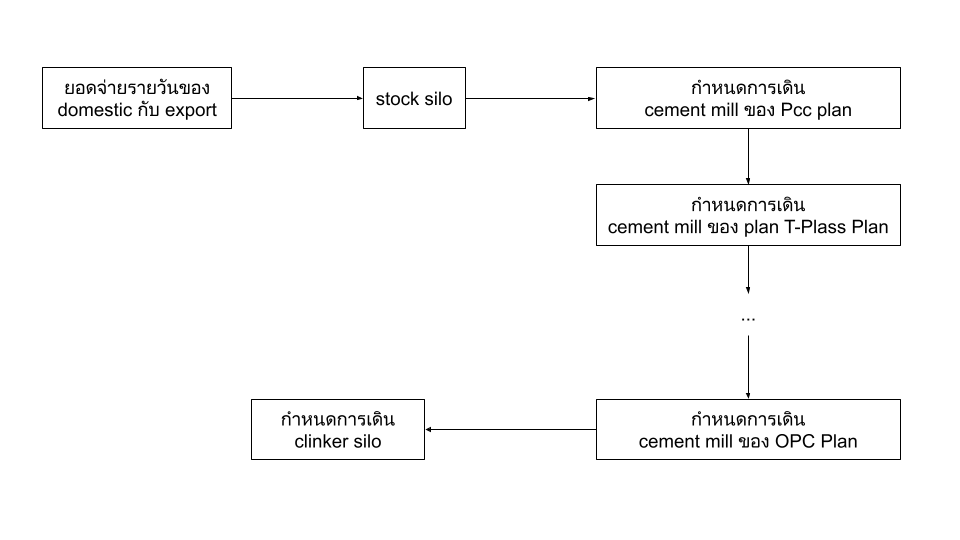 ยอดจ่ายรายวันของ
domestic กับ export
stock silo
กำหนดการเดิน
cement mill ของ Pcc plan
กำหนดการเดิน
cement mill ของ plan T-Plass Plan
...
กำหนดการเดิน
cement mill ของ OPC Plan
กำหนดการเดิน
clinker silo